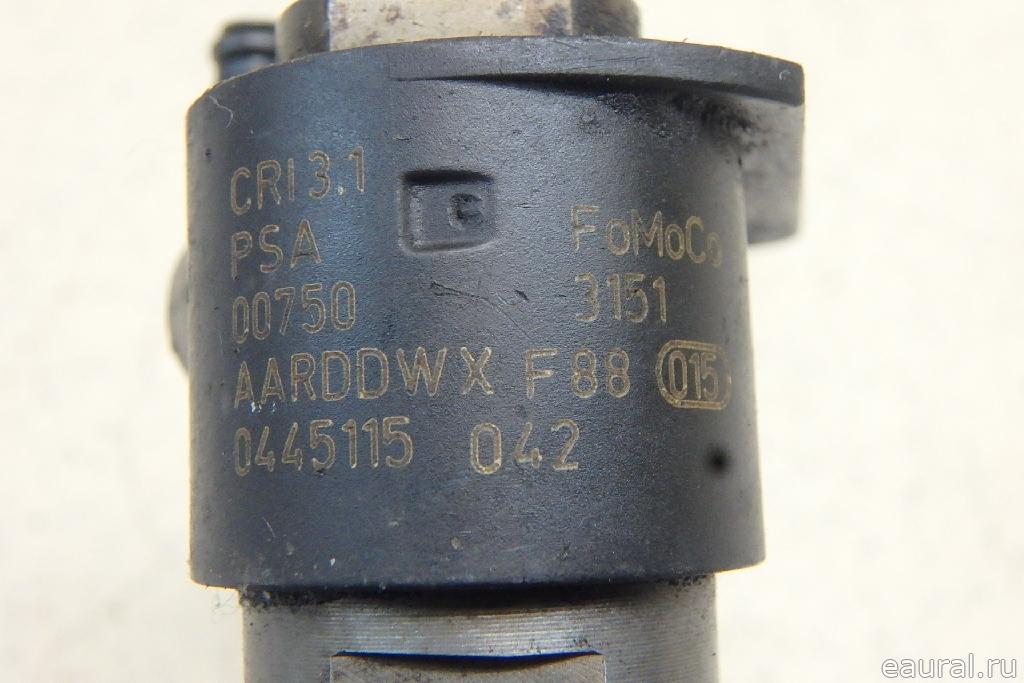 CRI 3.1
C
PSA FoMoCo
00750 3151
AARDDWX F88 015
0445115 042
eaural.ru